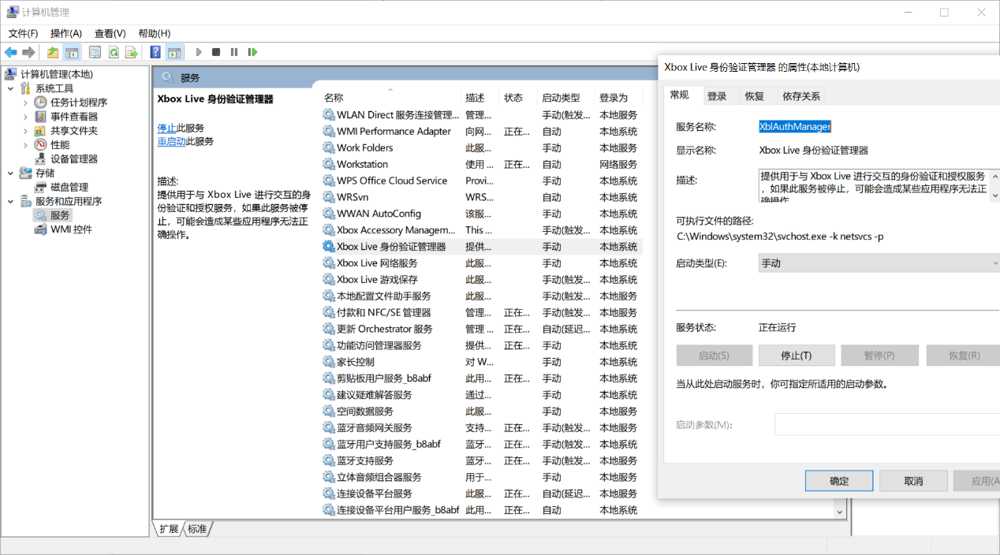 计算机管理
文件(F) 操作(A) 查看(V) 帮助(H)
计算机管理(本地)
系统工具
任务计划程序
事件查看器
共享文件夹
性能
设备管理器
存储
磁盘管理
服务和应用程序
服务
WMI 控件
服务
Xbox Live 身份验证管理器
停止此服务
重启动此服务
描述:
提供用于与 Xbox Live 进行交互的身
份验证和授权服务，如果此服务被停
止，可能会造成某些应用程序无法正
确操作。
名称 描述 状态 启动类型 登录为
WLAN Direct 服务连接管理... 管理... 手动(触发... 本地服务
WMI Performance Adapter 向网... 正在... 自动 本地系统
Work Folders 此服... 手动 本地服务
Workstation 使用 ... 正在... 自动 网络服务
WPS Office Cloud Service Provi... 手动 本地系统
WRSvn WRS... 自动 本地系统
WWAN AutoConfig 该服... 手动 本地系统
Xbox Accessory Managem... This ... 手动(触发... 本地系统
Xbox Live 身份验证管理器 提供... 手动 本地系统
Xbox Live 网络服务 此服... 手动 本地系统
Xbox Live 游戏保存 此服... 手动(触发... 本地系统
本地配置文件助手服务 此服... 手动(触发... 本地服务
付款和 NFC/SE 管理器 管理... 正在... 手动(触发... 本地服务
更新 Orchestrator 服务 管理 ... 正在... 自动(延迟... 本地系统
功能访问管理器服务 提供... 正在... 手动 本地系统
家长控制 对 W... 手动 本地系统
剪贴板用户服务_b8abf 此用... 正在... 手动 本地系统
建议疑难解答服务 通过... 手动 本地系统
空间数据服务 此服... 手动 本地服务
蓝牙音频网关服务 支持... 正在... 手动(触发... 本地服务
蓝牙用户支持服务_b8abf 蓝牙... 正在... 手动(触发... 本地系统
蓝牙支持服务 蓝牙... 正在... 手动(触发... 本地服务
立体音频组合器服务 用于... 手动 本地服务
连接设备平台服务 此服... 正在... 自动(延迟... 本地服务
连接设备平台用户服务_b8abf 此用... 正在... 自动 本地系统
扩展 标准
Xbox Live 身份验证管理器 的属性(本地计算机)
常规 登录 恢复 依存关系
服务名称: XblAuthManager
显示名称: Xbox Live 身份验证管理器
描述: 提供用于与 Xbox Live 进行交互的身份验证和授权服务
，如果此服务被停止，可能会造成某些应用程序无法正
确操作
可执行文件的路径:
C:\Windows\system32\svchost.exe -k netsvcs -p
启动类型(E): 手动
服务状态: 正在运行
启动(S) 停止(T) 暂停(P) 恢复(R)
当从此处启动服务时，你可指定所适用的启动参数。
启动参数(M):
确定 取消 应用(A